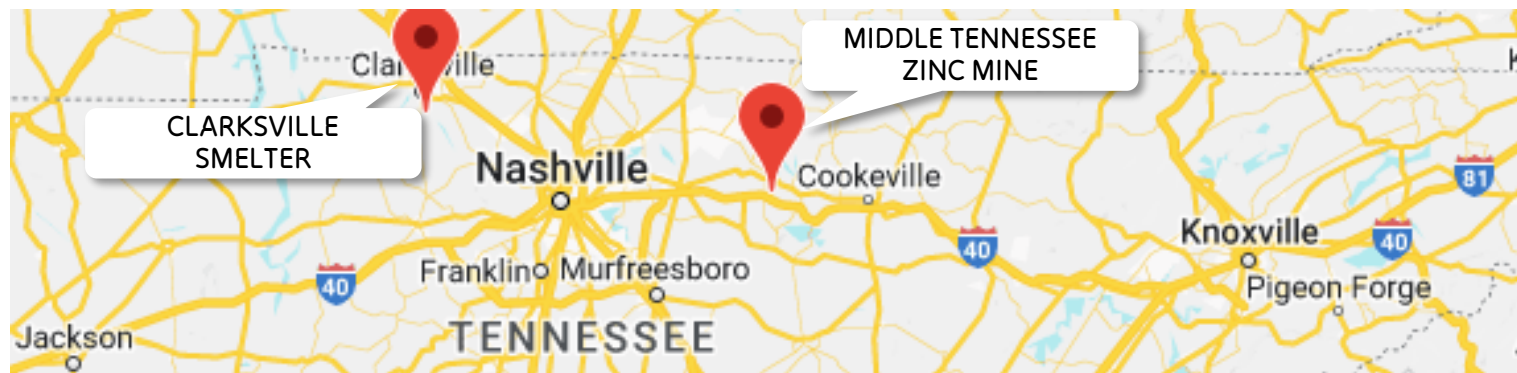 MIDDLE TENNESSEE
ZINC MINE
CLARKSVILLE
SMELTER
Nashville
Cookeville
81
Knoxville
40
40
Franklin
Murfreesboro
40
Pigeon Forge
Jackson
TENNESSEE